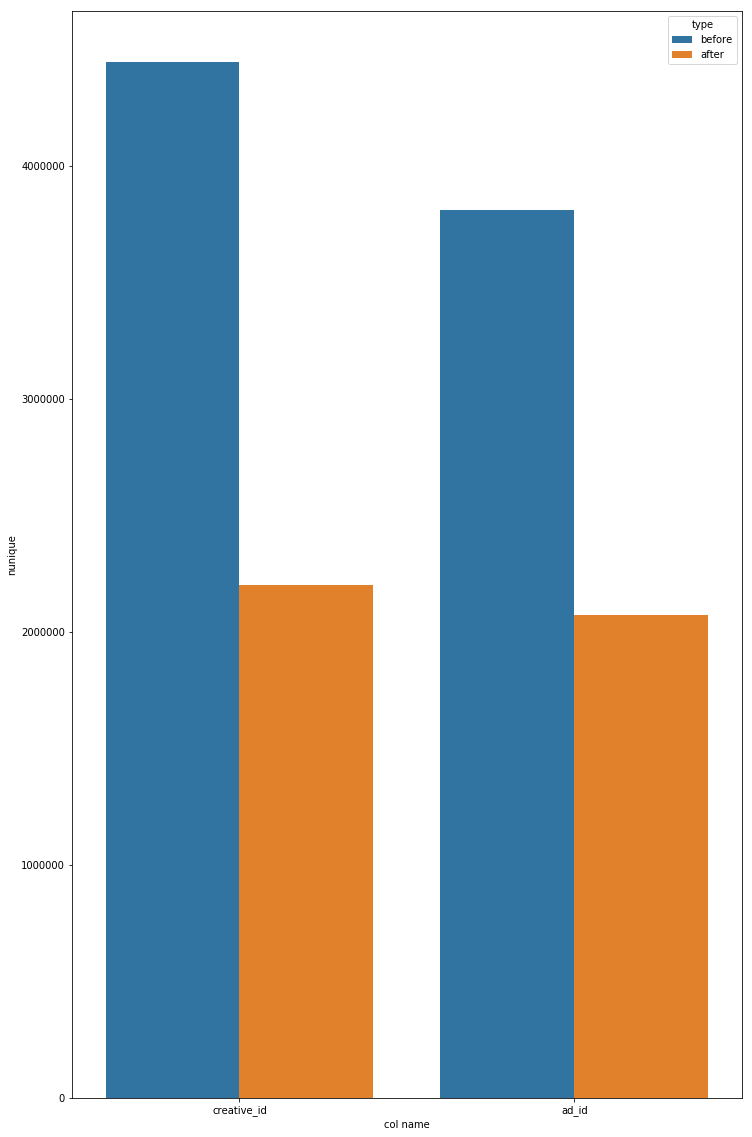 type
before
after
4000000
3000000
nunique
2000000
1000000
0
creative_id
ad_id
col name